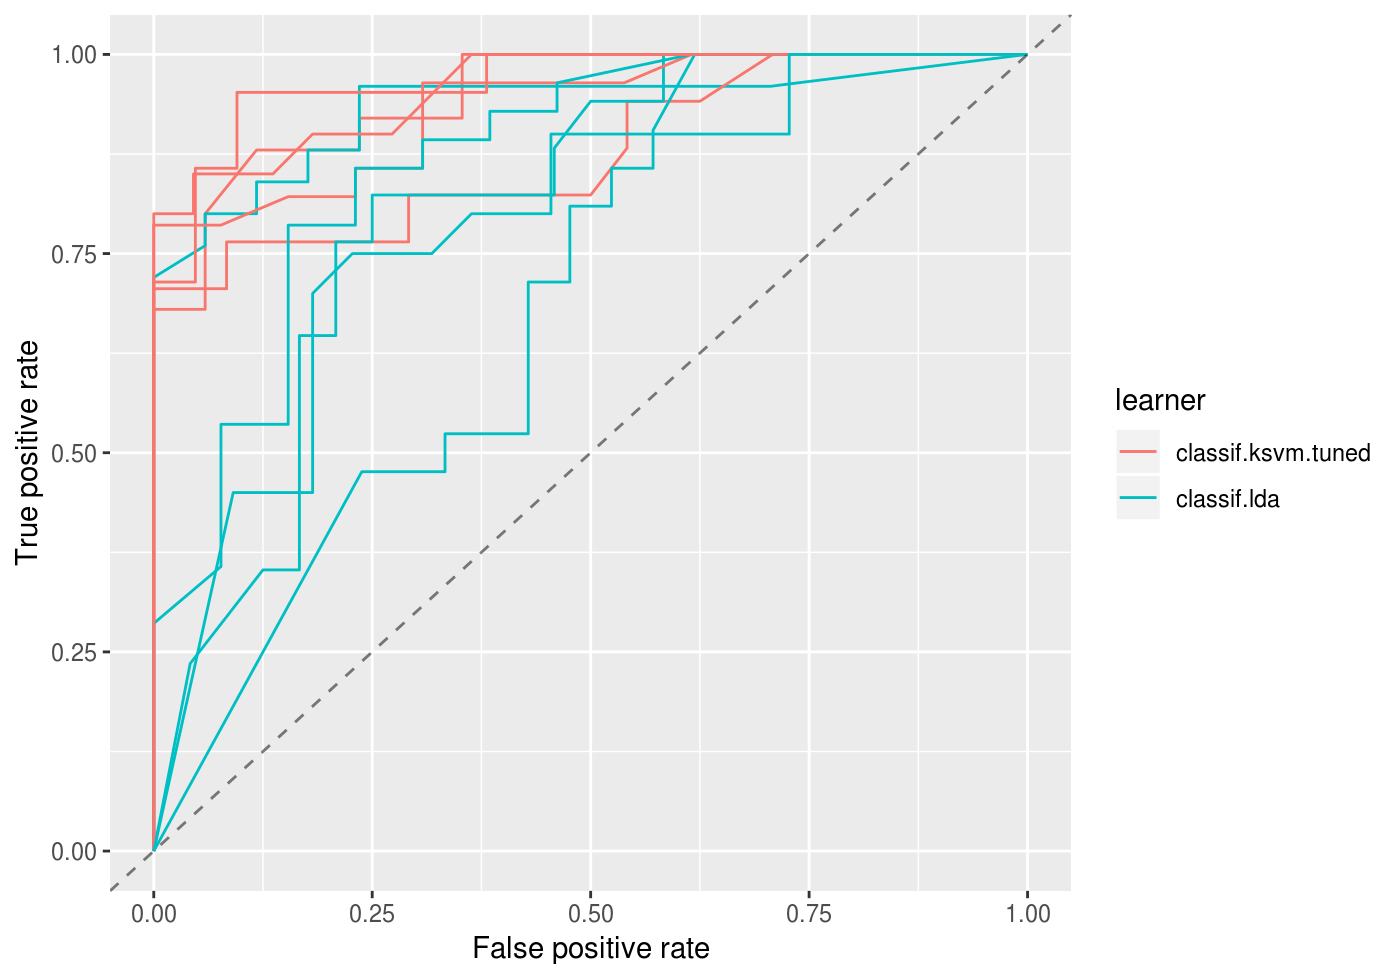 1.00
0.75
0.50
0.25
0.00
True positive rate
0.00 0.25 0.50 0.75 1.00
False positive rate
learner
classif.ksvm.tuned
classif.lda